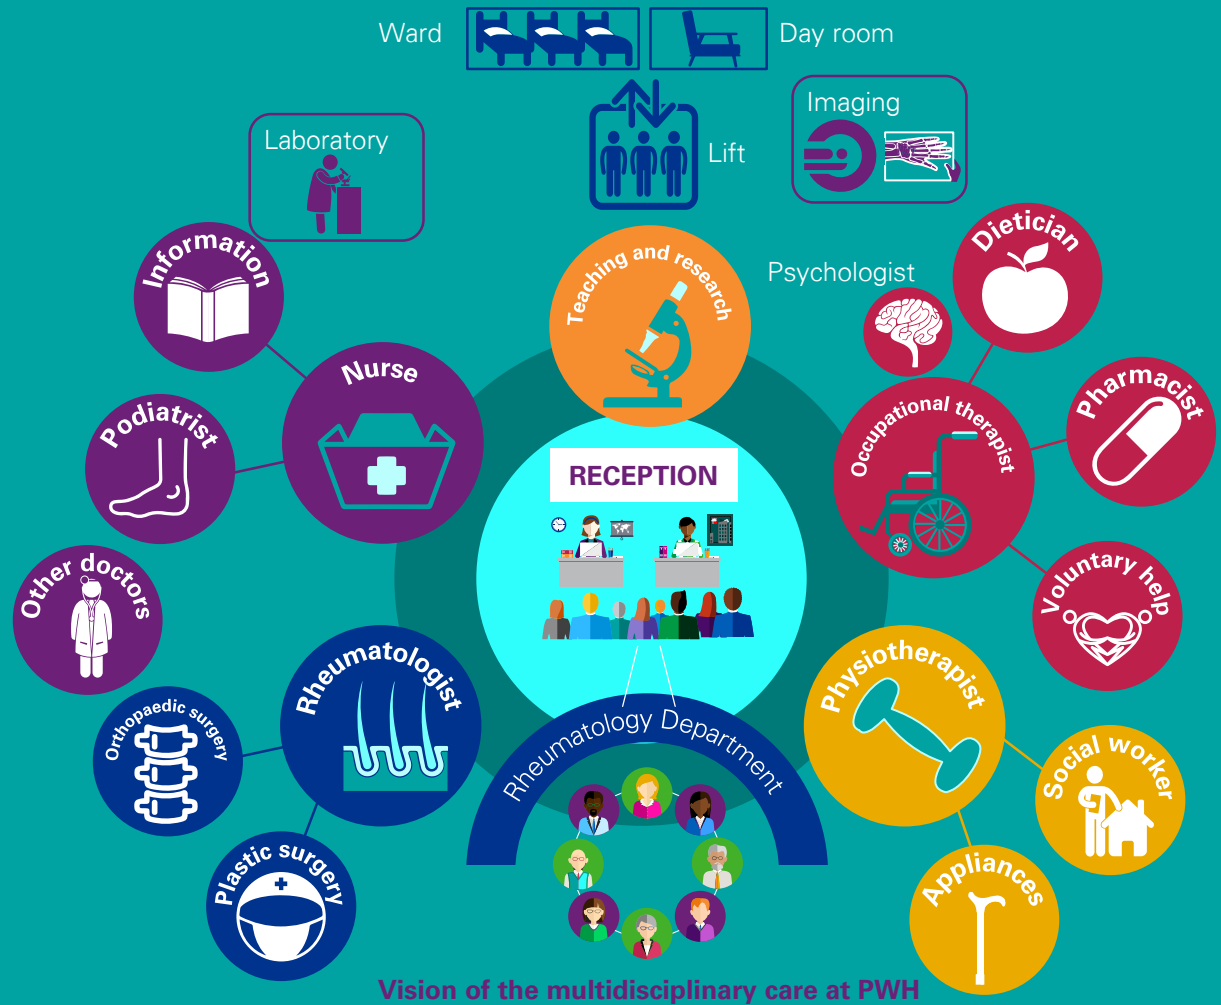 Ward
Day room
Imaging
Laboratory
Lift
Information
Teaching and research
Dietician
Psychologist
Nurse
Pharmacist
Podiatrist
Occupational therapist
RECEPTION
Other doctors
Voluntary help
Rheumatologist
Physiotherapist
Orthopaedic surgery
Rheumatology Department
Social worker
Plastic surgery
Appliances
Vision of the multidisciplinary care at PWH